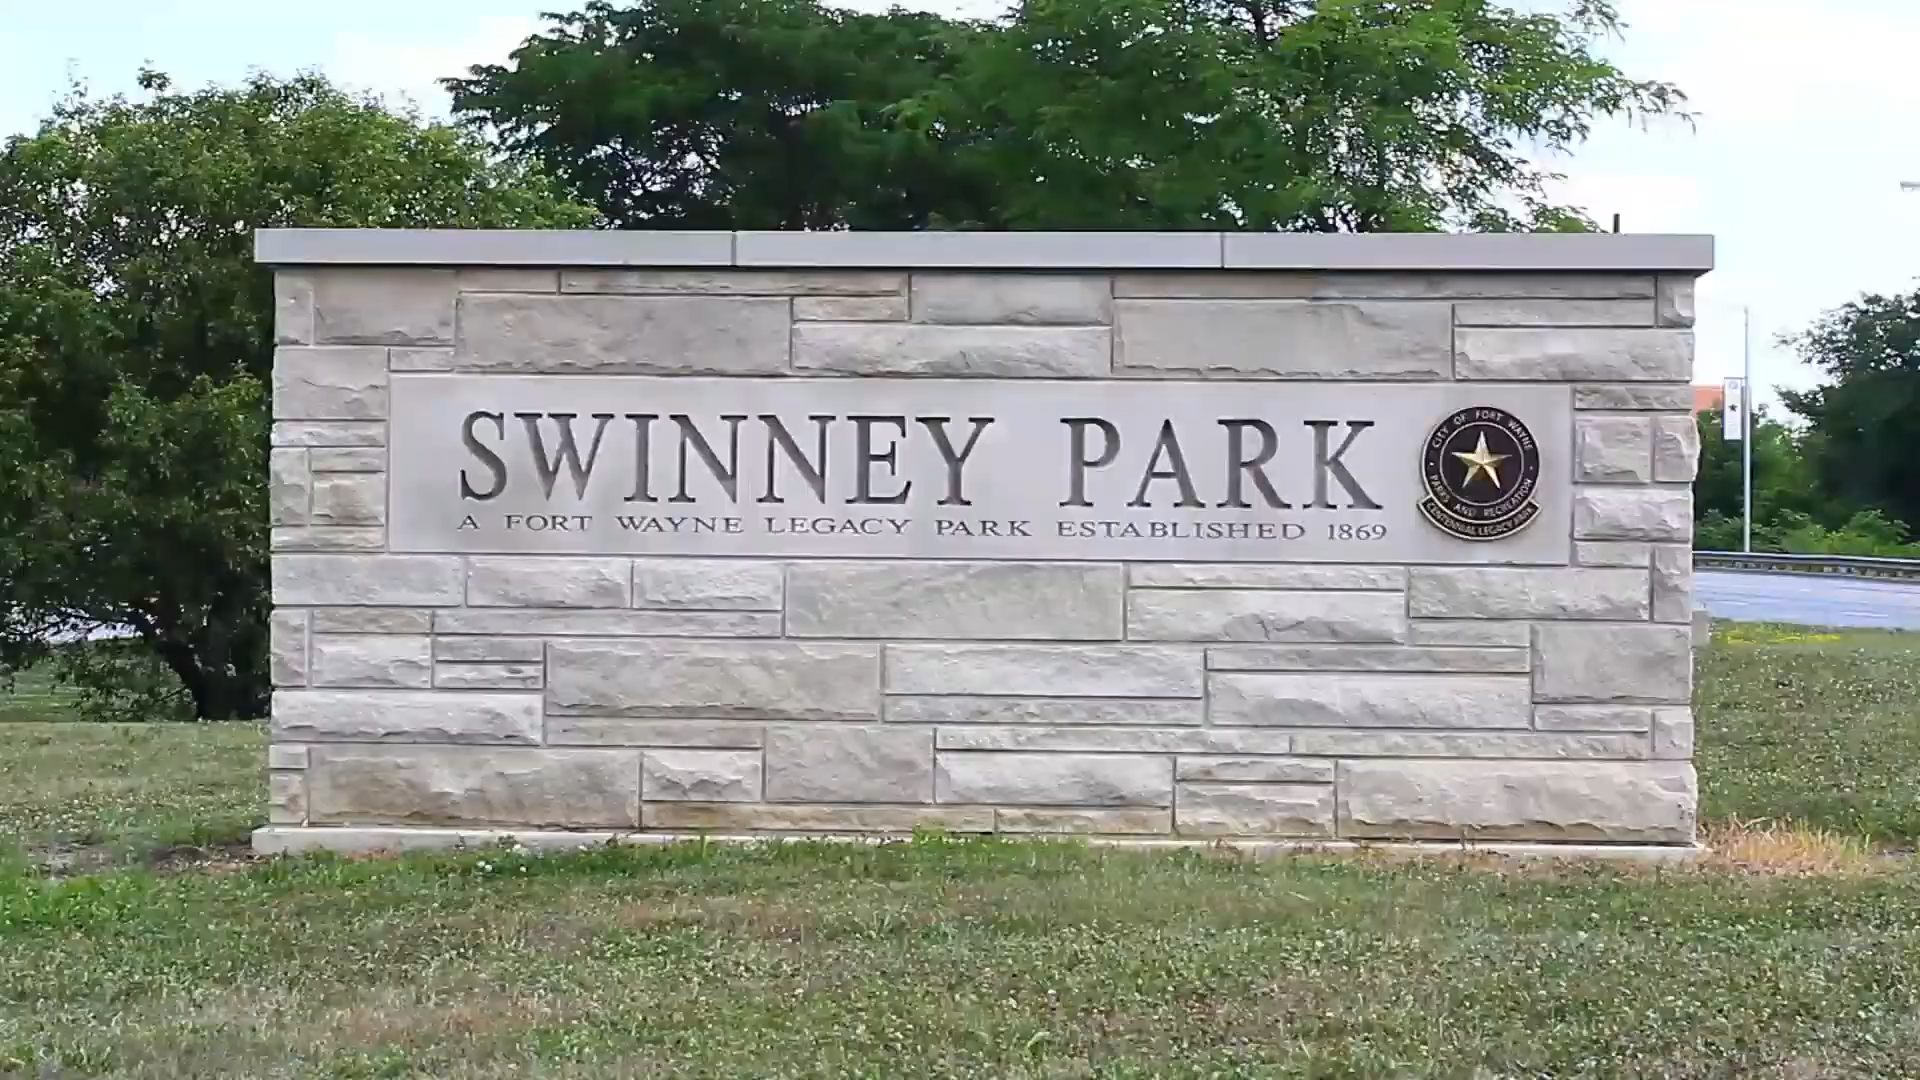 SWINNEY PARK
A FORT WAYNE LEGACY PARK ESTABLISHED 1869
CITY OF FORT WAYNE
PARKS AND RECREATION
CENTENNIAL LEGACY PARK